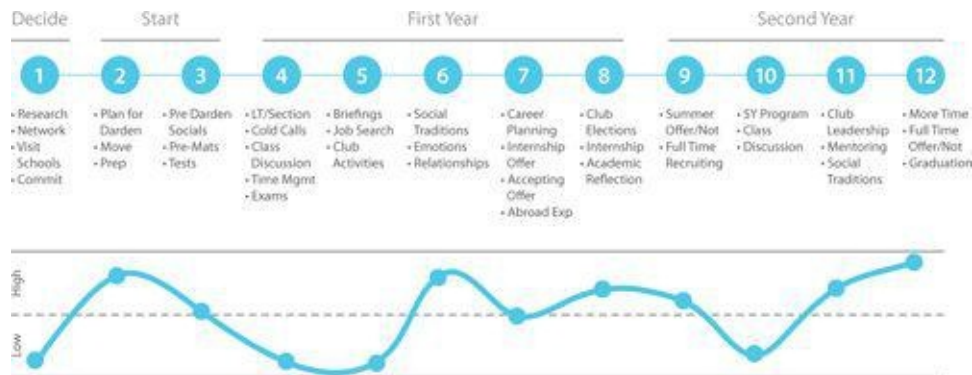 Decide
Start
First Year
Second Year
1
2
3
4
5
6
7
8
9
10
11
12
• Research
• Network
• Visit
Schools
• Commit
• Plan for
Darden
• Move
• Prep
• Pre Darden
Socials
• Pre-Mats
• Tests
• LT/Section
• Cold Calls
• Class
Discussion
• Time Mgmt
• Exams
• Briefings
• Job Search
• Club
Activities
• Social
Traditions
• Emotions
• Relationships
• Career
Planning
• Internship
Offer
• Accepting
Offer
• Abroad Exp
• Club
Elections
• Internship
• Academic
Reflection
• Summer
Offer/Not
• Full Time
Recruiting
• SY Program
• Class
Discussion
• Club
Leadership
• Mentoring
• Social
Traditions
• More Time
• Full Time
Offer/Not
• Graduation
High
Low